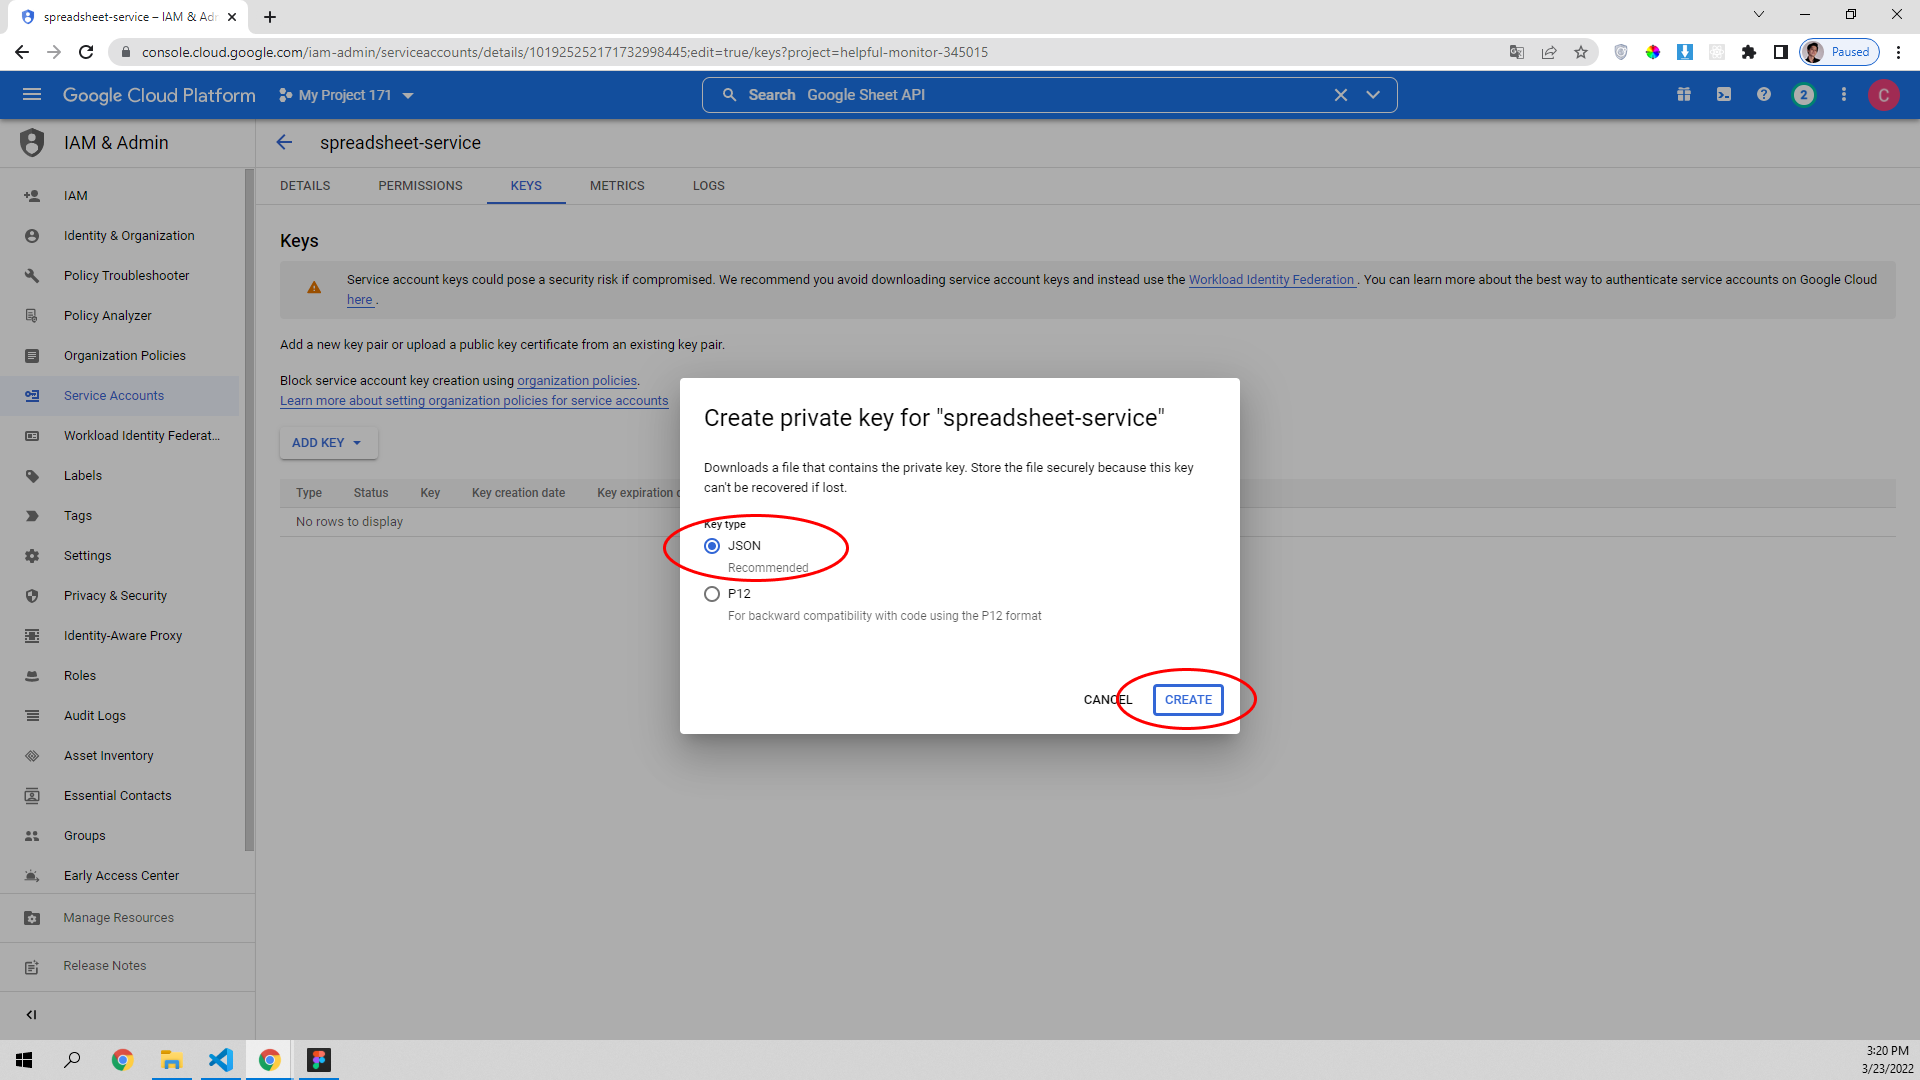 spreadsheet-service – IAM & Adm
console.cloud.google.com/iam-admin/serviceaccounts/details/101925252171732998445;edit=true/keys?project=helpful-monitor-345015
Paused
Google Cloud Platform
My Project 171
Search Google Sheet API
2
C
IAM & Admin
spreadsheet-service
DETAILS
PERMISSIONS
KEYS
METRICS
LOGS
IAM
Identity & Organization
Policy Troubleshooter
Policy Analyzer
Organization Policies
Service Accounts
Workload Identity Federat...
Labels
Tags
Settings
Privacy & Security
Identity-Aware Proxy
Roles
Audit Logs
Asset Inventory
Essential Contacts
Groups
Early Access Center
Manage Resources
Release Notes
Keys
Service account keys could pose a security risk if compromised. We recommend you avoid downloading service account keys and instead use the Workload Identity Federation . You can learn more about the best way to authenticate service accounts on Google Cloud
here .
Add a new key pair or upload a public key certificate from an existing key pair.
Block service account key creation using organization policies.
Learn more about setting organization policies for service accounts
ADD KEY
Type Status Key Key creation date Key expiration d
No rows to display
Create private key for "spreadsheet-service"
Downloads a file that contains the private key. Store the file securely because this key
can't be recovered if lost.
Key type
JSON
Recommended
P12
For backward compatibility with code using the P12 format
CANCEL
CREATE
3:20 PM
3/23/2022